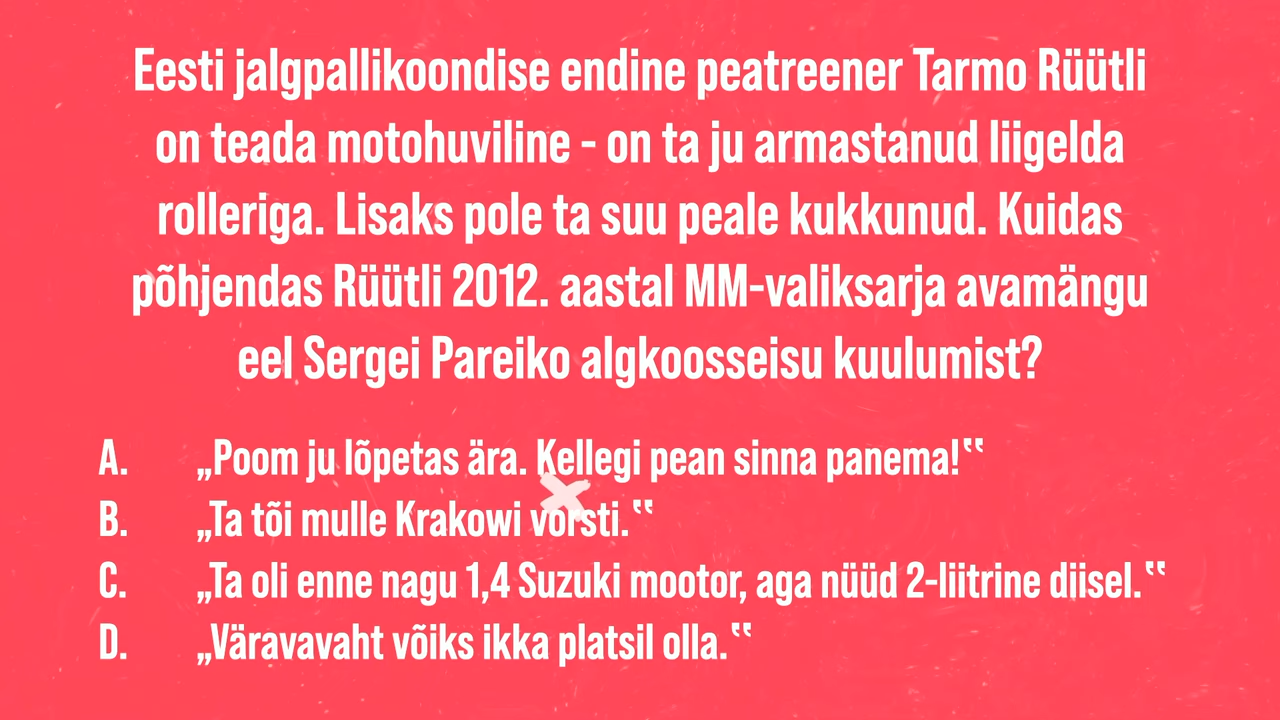 Eesti jalgpallikoondise endine peatreener Tarmo Rüütli
on teada motohuviline - on ta ju armastanud liigelda
rolleriga. Lisaks pole ta suu peale kukkunud. Kuidas
põhjendas Rüütli 2012. aastal MM-valiksarja avamängu
eel Sergei Pareiko algkoosseisu kuulumist?
A. „Poom ju lõpetas ära. Kellegi pean sinna panema!‟
B. „Ta tõi mulle Krakowi vorsti.‟
C. „Ta oli enne nagu 1,4 Suzuki mootor, aga nüüd 2-liitrine diisel.‟
D. „Väravavaht võiks ikka platsil olla.‟